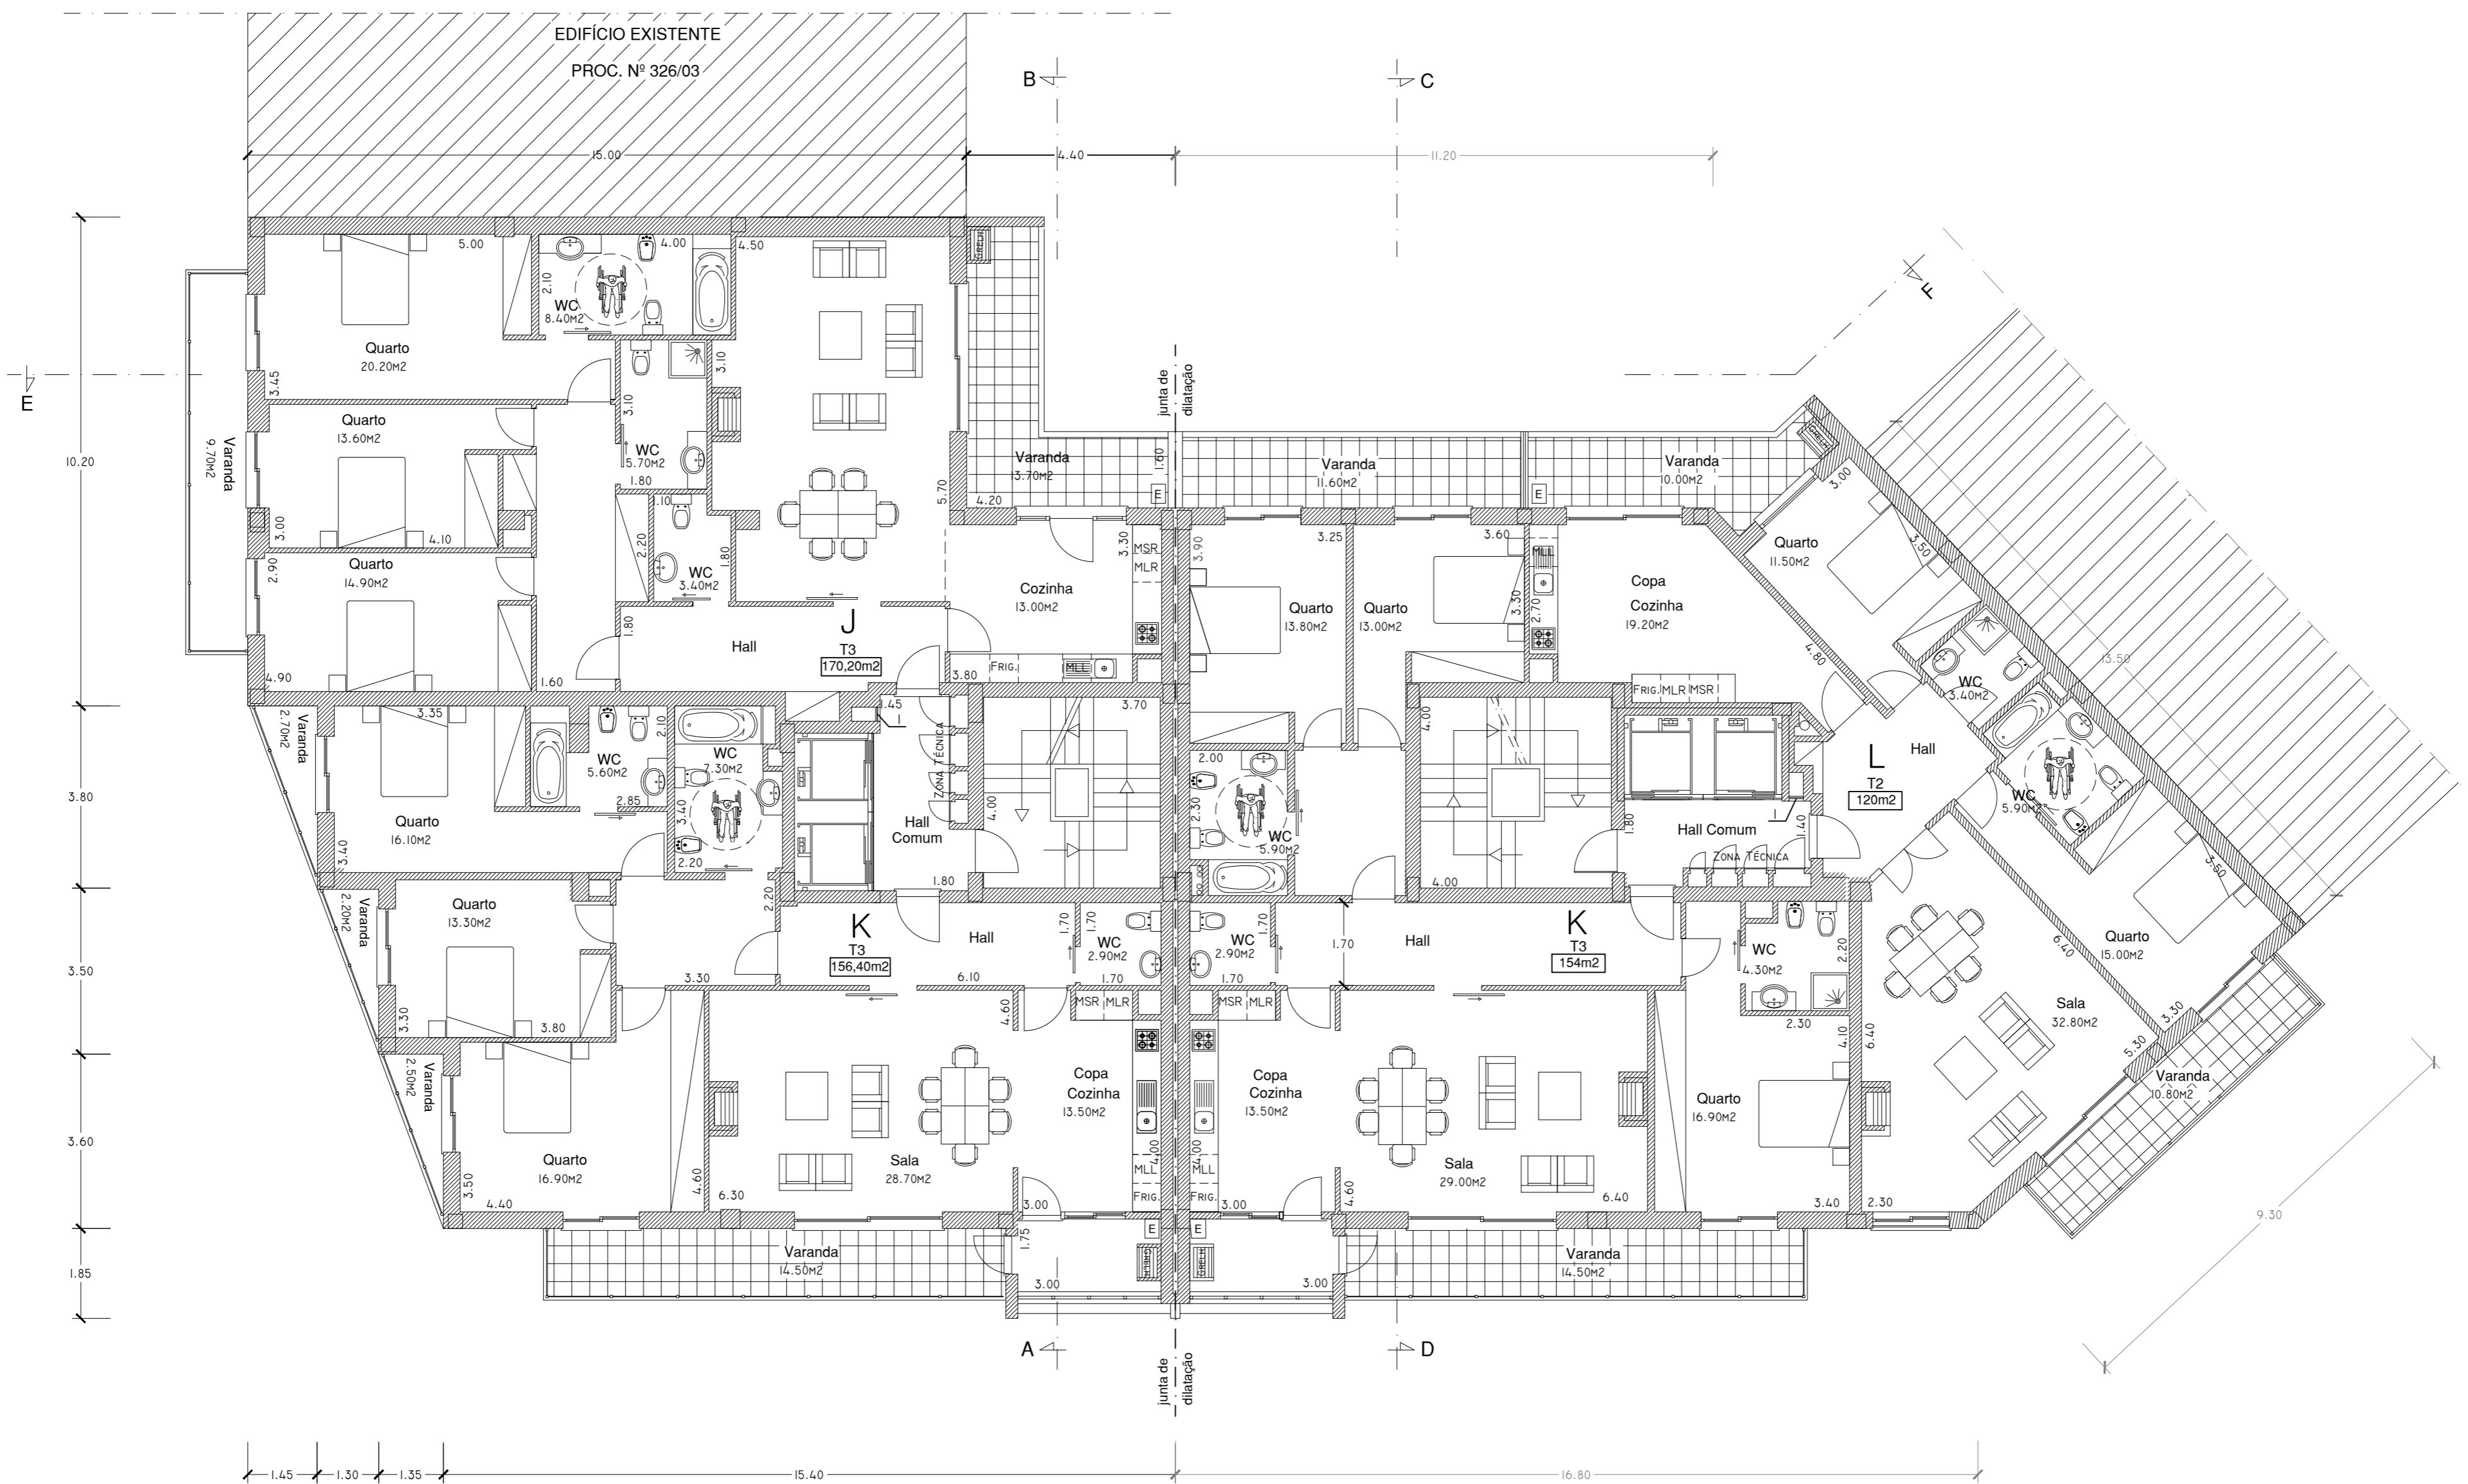 EDIFÍCIO EXISTENTE
PROC. Nº 326/03
B
C
15.00
4.40
11.20
F
E
10.20
3.80
3.50
3.60
1.85
Varanda
9.70M2
5.00
Quarto
20.20M2
3.45
2.10
4.00
WC
8.40M2
4.50
GRELH
3.10
3.10
WC
5.70M2
1.80
Quarto
13.60M2
3.00
4.10
Quarto
14.90M2
2.90
4.90
1.60
1.10
2.20
1.80
WC
3.40M2
1.80
Hall
J
T3
170,20m2
5.70
Varanda
13.70M2
4.20
1.60
E
junta de
dilatação
3.30
MSR
MLR
Cozinha
13.00M2
FRIG.
MLL
3.80
Varanda
11.60M2
Varanda
10.00M2
E
GRELH
3.90
3.25
Quarto
13.80M2
3.60
Quarto
13.00M2
3.30
2.70
MLL
Copa
Cozinha
19.20M2
FRIG.
MLR
MSR
4.80
3.00
Quarto
11.50M2
3.50
WC
3.40M2
13.50
Hall
L
T2
120m2
WC
5.90M2
Varanda
2.70M2
3.35
Quarto
16.10M2
3.40
2.10
WC
5.60M2
2.85
WC
7.30M2
3.40
2.20
1.45
I
ZONA TÉCNICA
Hall
Comum
1.80
3.70
4.00
2.00
2.30
WC
5.90M2
4.00
4.00
1.80
Hall Comum
I
1.40
ZONA TÉCNICA
3.50
Quarto
15.00M2
6.40
3.30
Varanda
2.20M2
Quarto
13.30M2
3.30
3.80
2.20
3.30
K
T3
156,40m2
Hall
6.10
1.70
1.70
WC
2.90M2
1.70
WC
2.90M2
1.70
1.70
1.70
Hall
K
T3
154m2
WC
4.30M2
2.20
2.30
Sala
32.80M2
5.30
Varanda
10.80M2
9.30
Varanda
2.50M2
Quarto
16.90M2
3.50
4.40
4.60
6.30
Sala
28.70M2
4.60
MSR
MLR
Copa
Cozinha
13.50M2
4.00
MLL
FRIG.
3.00
MSR
MLR
Copa
Cozinha
13.50M2
4.00
MLL
FRIG.
3.00
4.60
Sala
29.00M2
6.40
Quarto
16.90M2
4.10
6.40
3.40
2.30
Varanda
14.50M2
1.75
E
GRELH
3.00
E
GRELH
3.00
Varanda
14.50M2
A
D
junta de
dilatação
1.45
1.30
1.35
15.40
16.80